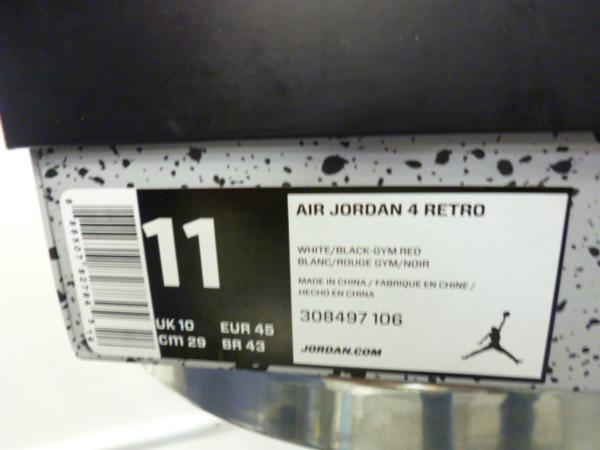 11
UK 10 EUR 45
cm 29 BR 43
AIR JORDAN 4 RETRO
WHITE/BLACK-GYM RED
BLANC/ROUGE GYM/NOIR
MADE IN CHINA / FABRIQUE EN CHINE /
HECHO EN CHINA
308497 106
JORDAN.COM